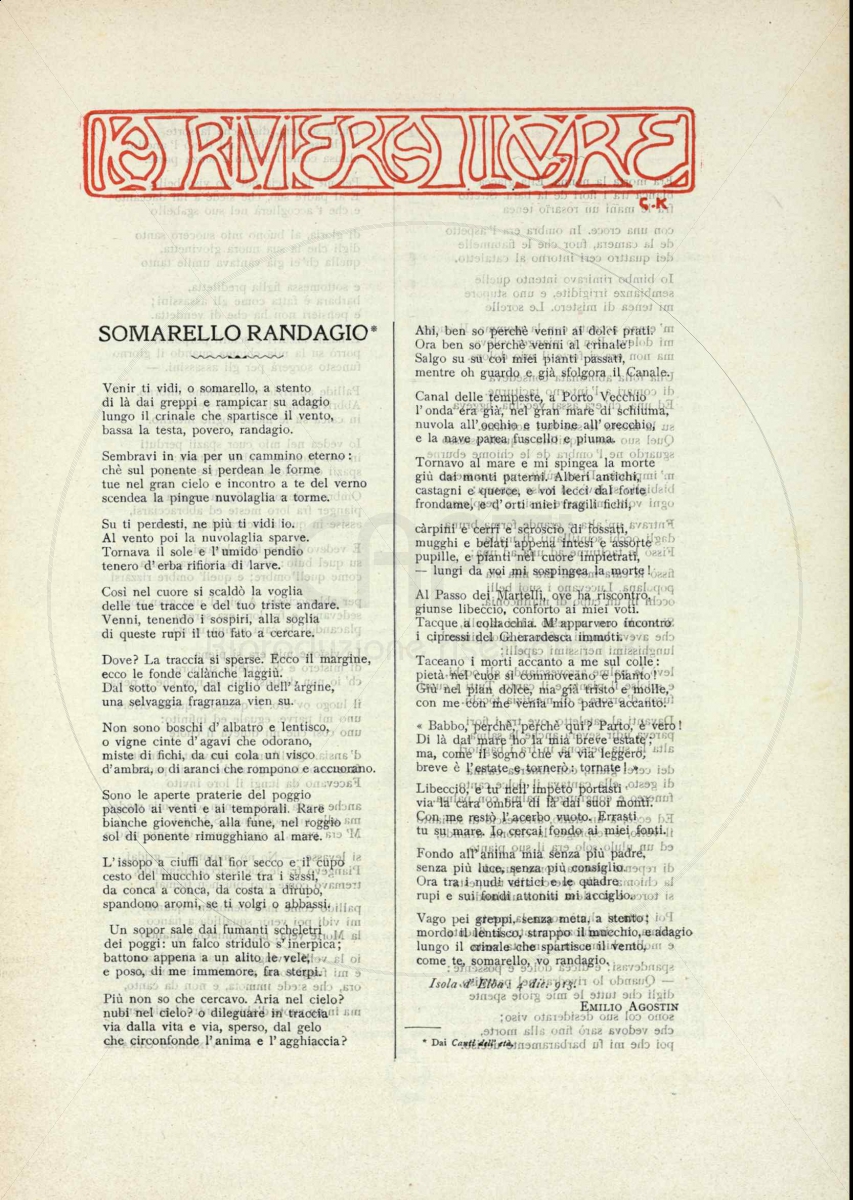 LA RIVIERA LIGVRE
G.K
SOMARELLO RANDAGIO*
Venir ti vidi, o somarello, a stento
di là dai greppi e rampicar su adagio
lungo il crinale che spartisce il vento,
bassa la testa, povero, randagio.
Sembravi in via per un cammino eterno:
chè sul ponente si perdean le forme
tue nel gran cielo e incontro a te del verno
scendea la pingue nuvolaglia a torme.
Su ti perdesti, ne più ti vidi io.
Al vento poi la nuvolaglia sparve.
Tornava il sole e l'umido pendio
tenero d'erba rifioria di larve.
Così nel cuore si scaldò la voglia
delle tue tracce e del tuo triste andare.
Venni, tenendo i sospiri, alla soglia
di queste rupi il tuo fato a cercare.
Dove? La traccia si sperse. Ecco il margine,
ecco le fonde calànche laggiù.
Dal sotto vento, dal ciglio dell'àrgine,
una selvaggia fragranza vien su.
Non sono boschi d'albatro e lentisco,
o vigne cinte d'agavi che odorano,
miste di fichi, da cui cola un visco
d'ambra, o di aranci che rompono e accuorano.
Sono le aperte praterie del poggio
pascolo ai venti e ai temporali. Rare
bianche giovenche, alla fune, nel roggio
sol di ponente rimugghiano al mare.
L'issopo a ciuffi dal fior secco e il cupo
cesto del mucchio sterile tra i sassi,
da conca a conca, da costa a dirupo,
spandono aromi, se ti volgi o abbassi.
Un sopor sale dai fumanti scheletri
dei poggi: un falco stridulo s'inerpica;
battono appena a un alito le vele,
e poso, di me immemore, fra sterpi.
Più non so che cercavo. Aria nel cielo?
nubi nel cielo? o dileguare in traccia
via dalla vita e via, sperso, dal gelo
che circonfonde l'anima e l'agghiaccia?
Ahi, ben so perchè venni ai dolci prati.
Ora ben so perchè venni al crinale!
Salgo su su coi miei pianti passati,
mentre oh guardo e già sfolgora il Canale.
Canal delle tempeste, a Porto Vecchio
l'onda era già, nel gran mare di schiuma,
nuvola all'occhio e turbine all'orecchio,
e la nave parea fuscello e piuma.
Tornavo al mare e mi spingea la morte
giù dai monti paterni. Alberi antichi,
castagni e querce, e voi lecci dal forte
frondame, e d'orti miei fragili fichi,
càrpini e cerri e scroscio di fossati,
mugghi e belati appena intesi e assorte
pupille, e pianti nel cuore impietrati,
— lungi da voi mi sospingea la morte!
Al Passo dei Martelli, ove ha riscontro,
giunse libeccio, conforto ai miei voti.
Tacque a collacchia. M'apparvero incontro
i cipressi del Gherardesca immoti.
Taceano i morti accanto a me sul colle:
pietà nel cuor si commoveano e pianto!
Giù nel pian dolce, ma già tristo e molle,
con me con me venia mio padre accanto.
« Babbo, perchè, perchè qui? Parto, è vero!
Di là dal mare ho la mia breve estate;
ma, come il sogno che va via leggero,
breve è l'estate e tornerò: tornate! »
Libeccio, e tu nell'impeto portasti
via la cara ombra di là dai suoi monti.
Con me restò l'acerbo vuoto. Errasti
tu su mare. Io cercai fondo ai miei fonti.
Fondo all'anima mia senza più padre,
senza più luce, senza più consiglio.
Ora tra i nudi vertici e le quadre
rupi e sui fondi attoniti mi acciglio.
Vago pei greppi, senza meta, a stento;
mordo il lentisco, strappo il mucchio, e adagio
lungo il crinale che spartisce il vento,
come te, somarello, vo randagio.
Isola d'Elba, 4 dic. 913.
EMILIO AGOSTIN
* Dai Canti dell'età.